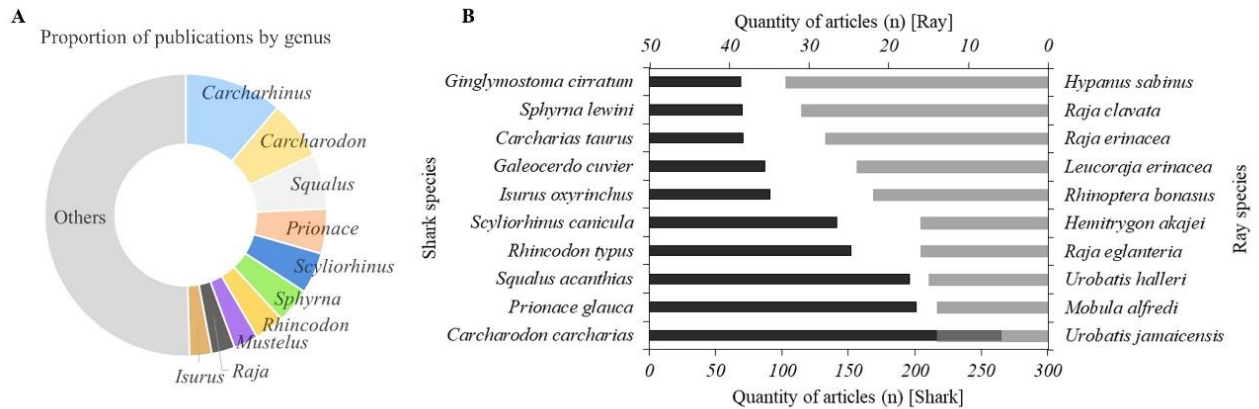 A
Proportion of publications by genus
Carcharhinus
Carcharodon
Squalus
Prionace
Scyliorhinus
Sphyrna
Rhincodon
Mustelus
Raja
Isurus
Others
B
Quantity of articles (n) [Ray]
50 40 30 20 10 0
Shark species
Ginglymostoma cirratum Hypanus sabinus
Sphyrna lewini Raja clavata
Carcharias taurus Raja erinacea
Galeocerdo cuvier Leucoraja erinacea
Isurus oxyrinchus Rhinoptera bonasus
Scyliorhinus canicula Hemitrygon akajei
Rhincodon typus Raja eglanteria
Squalus acanthias Urobatis halleri
Prionace glauca Mobula alfredi
Carcharodon carcharias Urobatis jamaicensis
Ray species
0 50 100 150 200 250 300
Quantity of articles (n) [Shark]